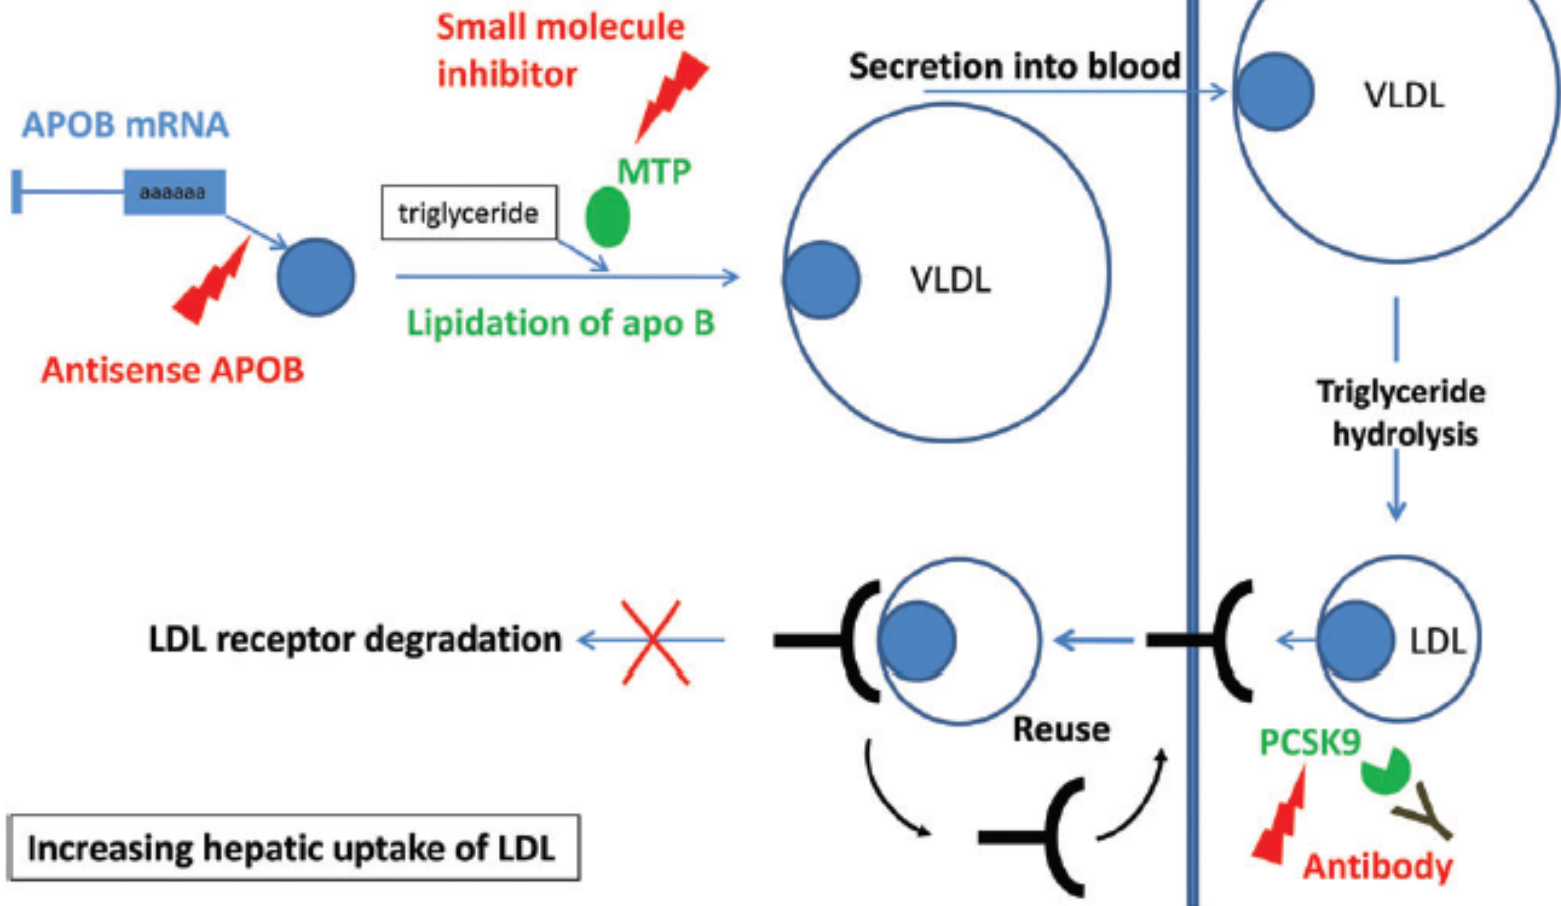 Small molecule
inhibitor
Secretion into blood
VLDL
APOB mRNA
MTP
aaaaaa
triglyceride
VLDL
Lipidation of apo B
Antisense APOB
Triglyceride
hydrolysis
LDL receptor degradation
LDL
Reuse
PCSK9
Increasing hepatic uptake of LDL
Antibody